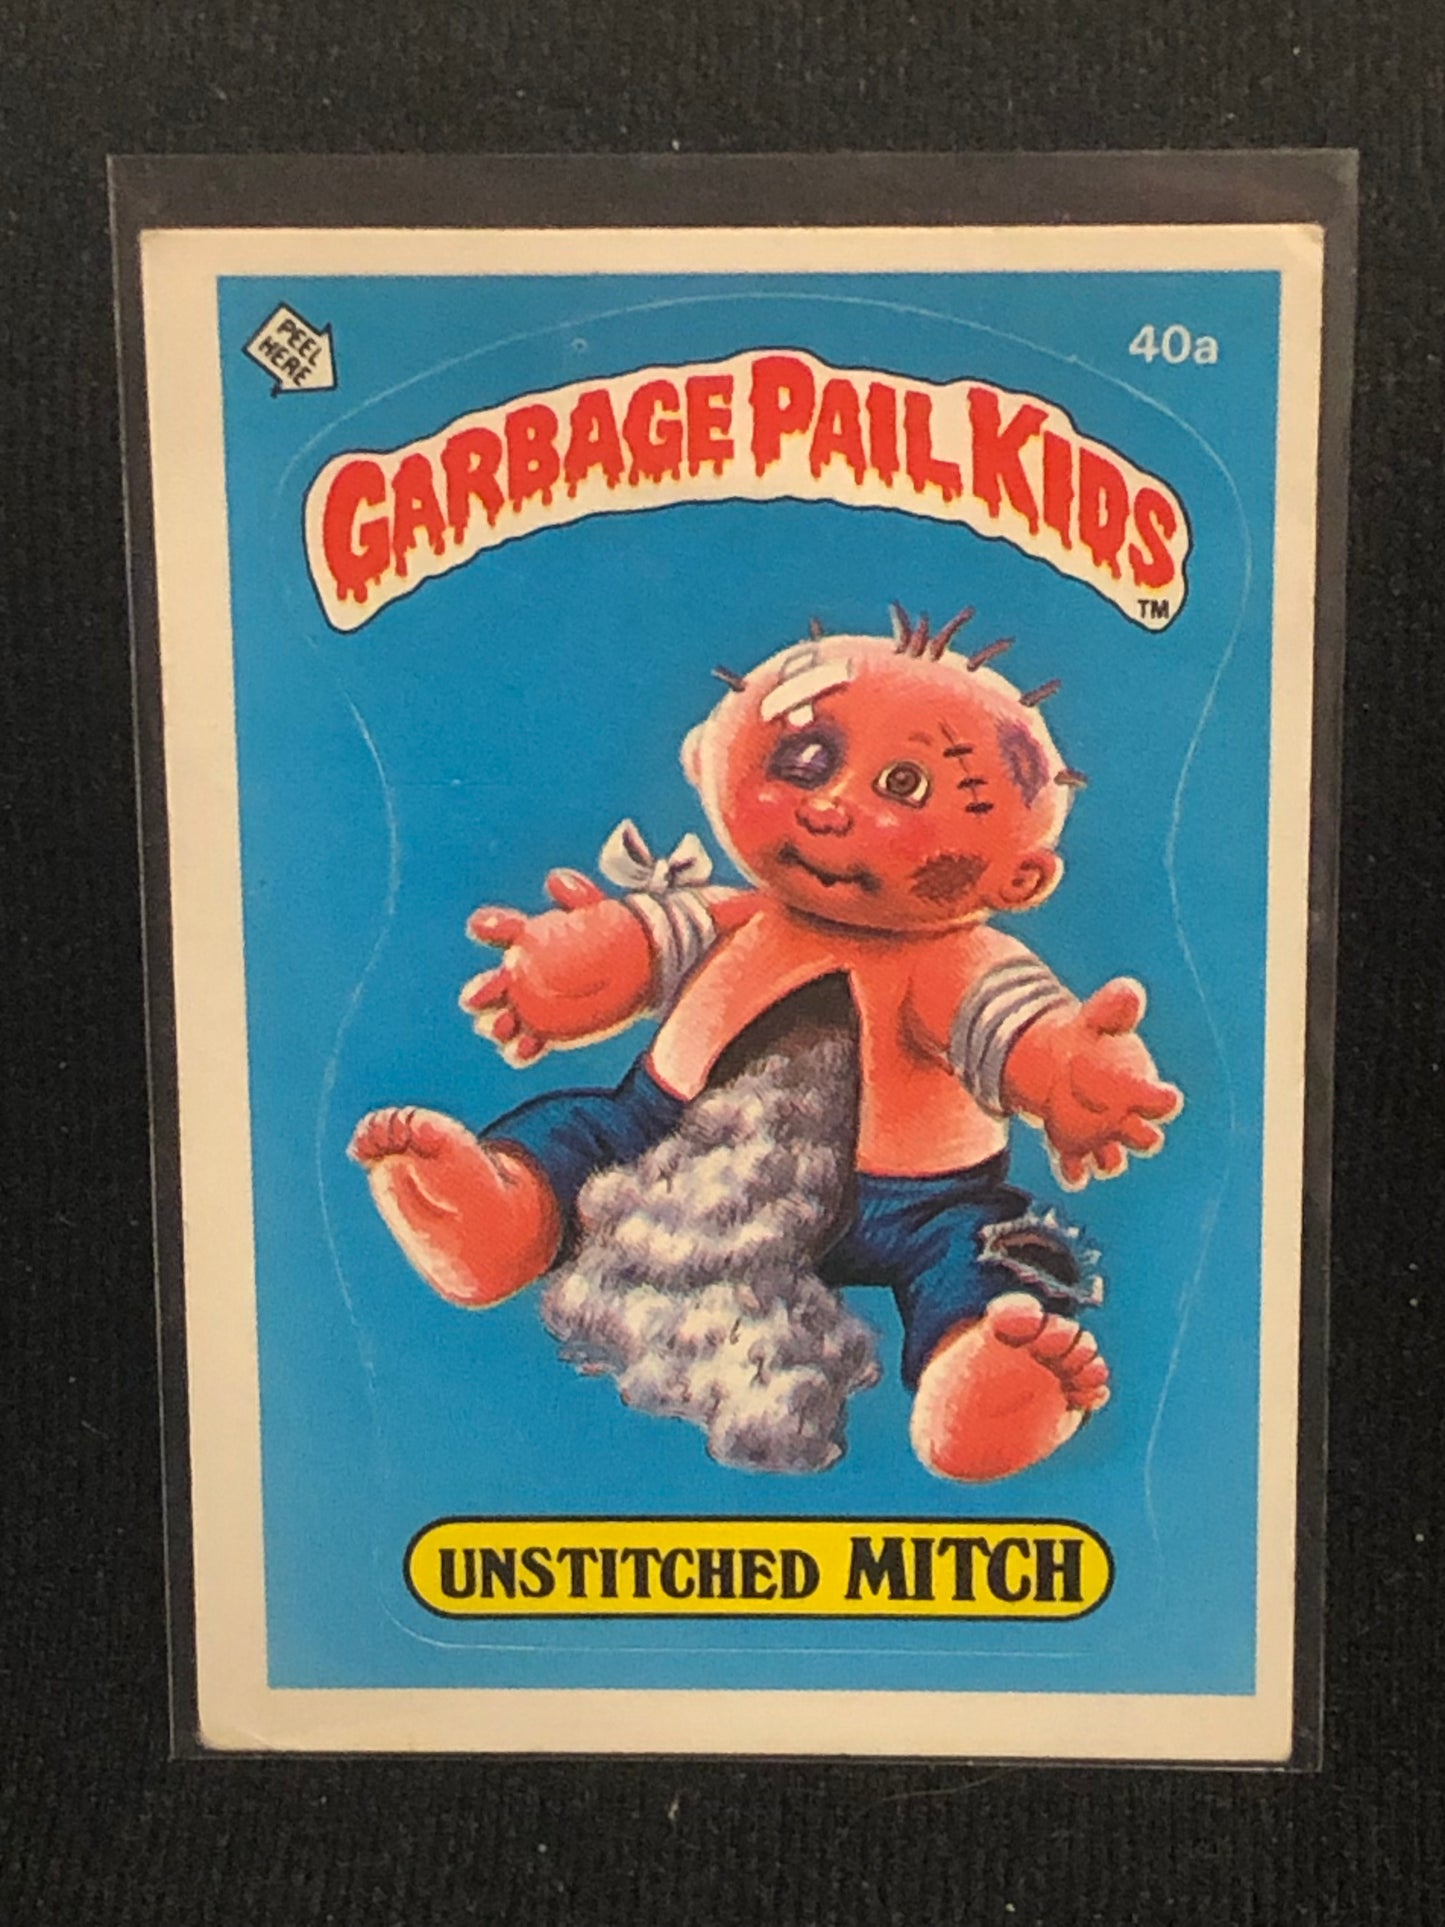 PEEL
HERE
40a
GARBAGE PAIL KIDS
TM
UNSTITCHED MITCH